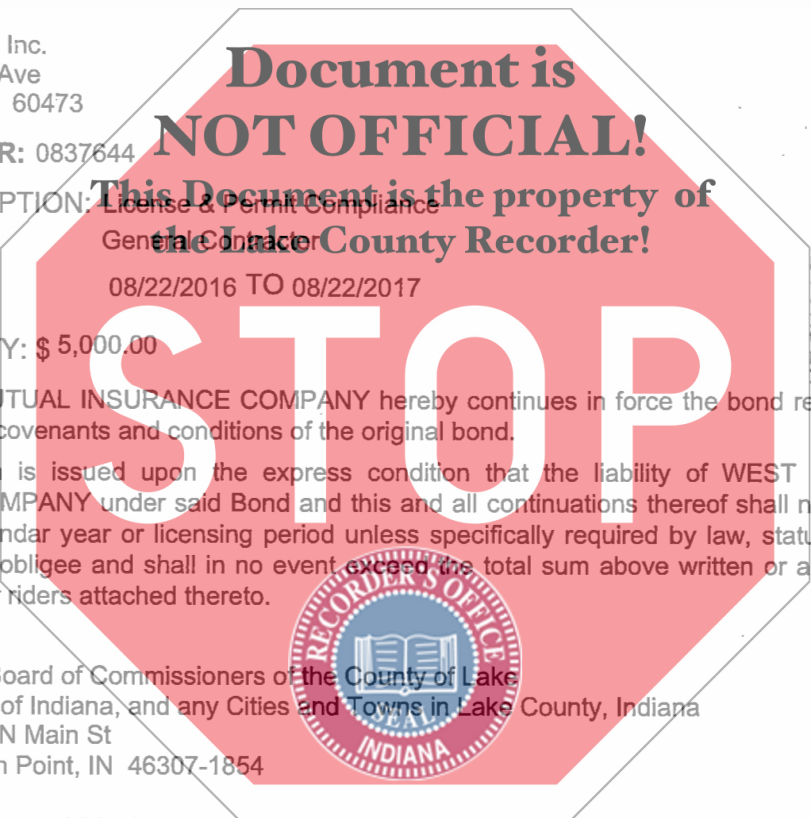 Inc.
Ave
60473
Document is
NOT OFFICIAL!
R: 0837644
This Document is the property of
PTION: License & Permit Compliance
the Lake County Recorder!
General Contractor
08/22/2016 TO 08/22/2017
STOP
Y: $ 5,000.00
UTUAL INSURANCE COMPANY hereby continues in force the bond re
covenants and conditions of the original bond.
is issued upon the express condition that the liability of WEST
MPANY under said Bond and this and all continuations thereof shall n
ndar year or licensing period unless specifically required by law, statu
obligee and shall in no event exceed the total sum above written or a
riders attached thereto.
RECORDER'S OFFICE
SEAL
INDIANA
Board of Commissioners of the County of Lake
of Indiana, and any Cities and Towns in Lake County, Indiana
N Main St
n Point, IN 46307-1854